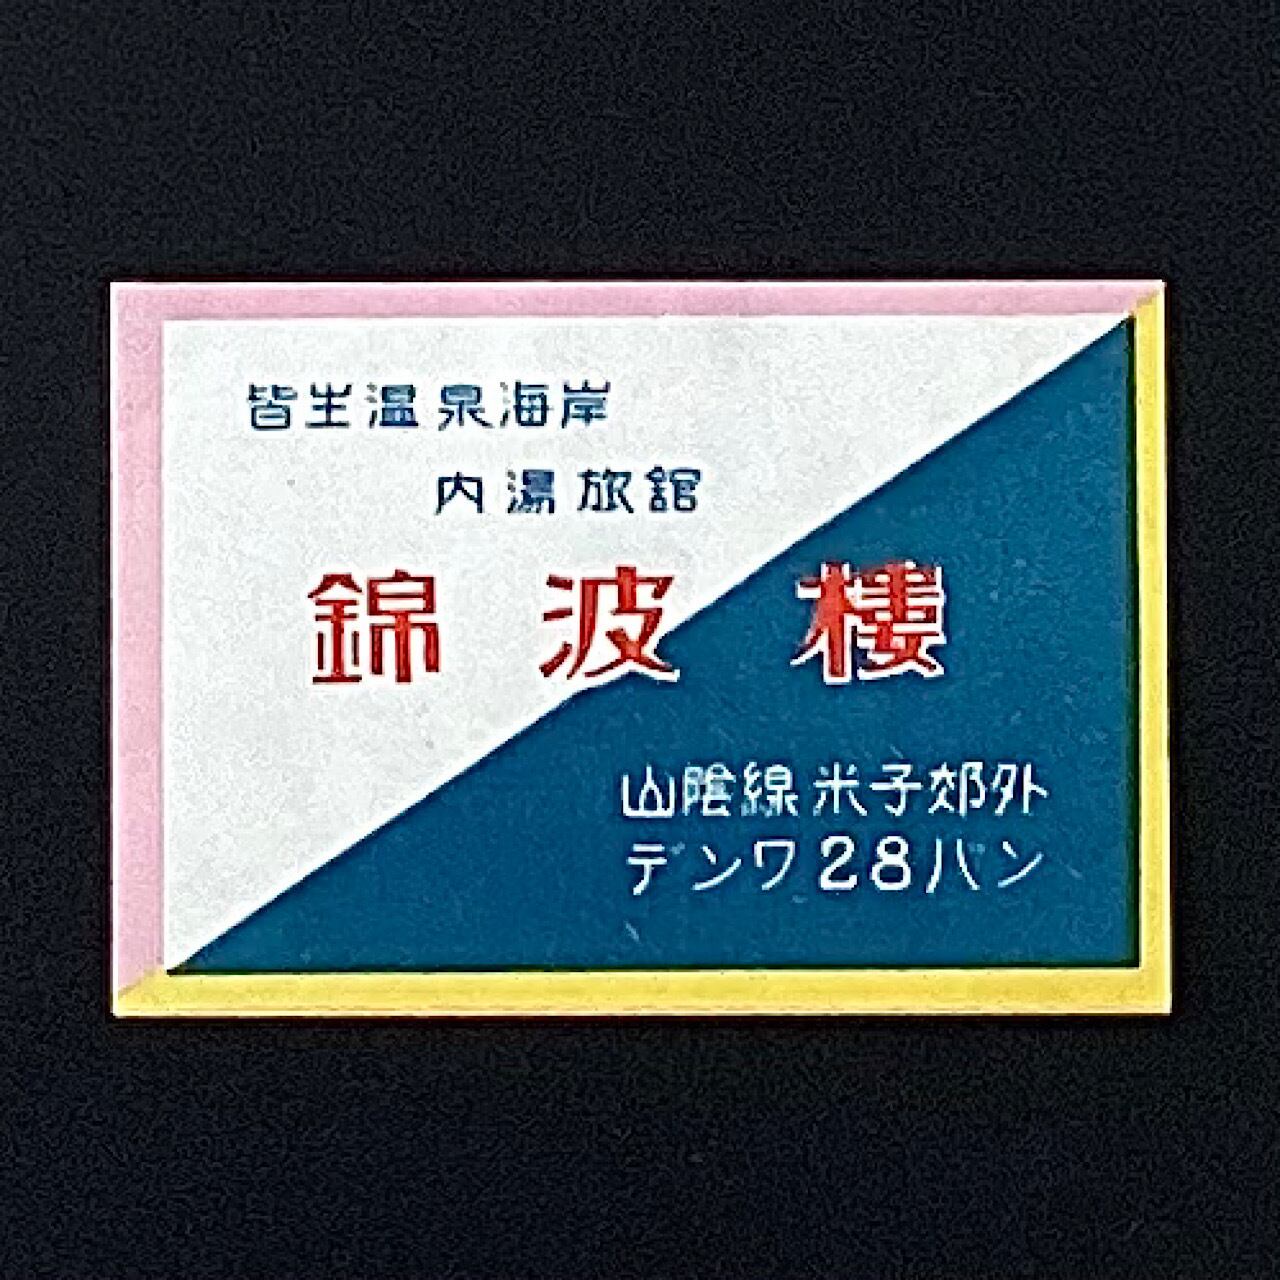 皆生温泉海岸
内湯旅館
錦波樓
山陰線米子郊外
デンワ28バン